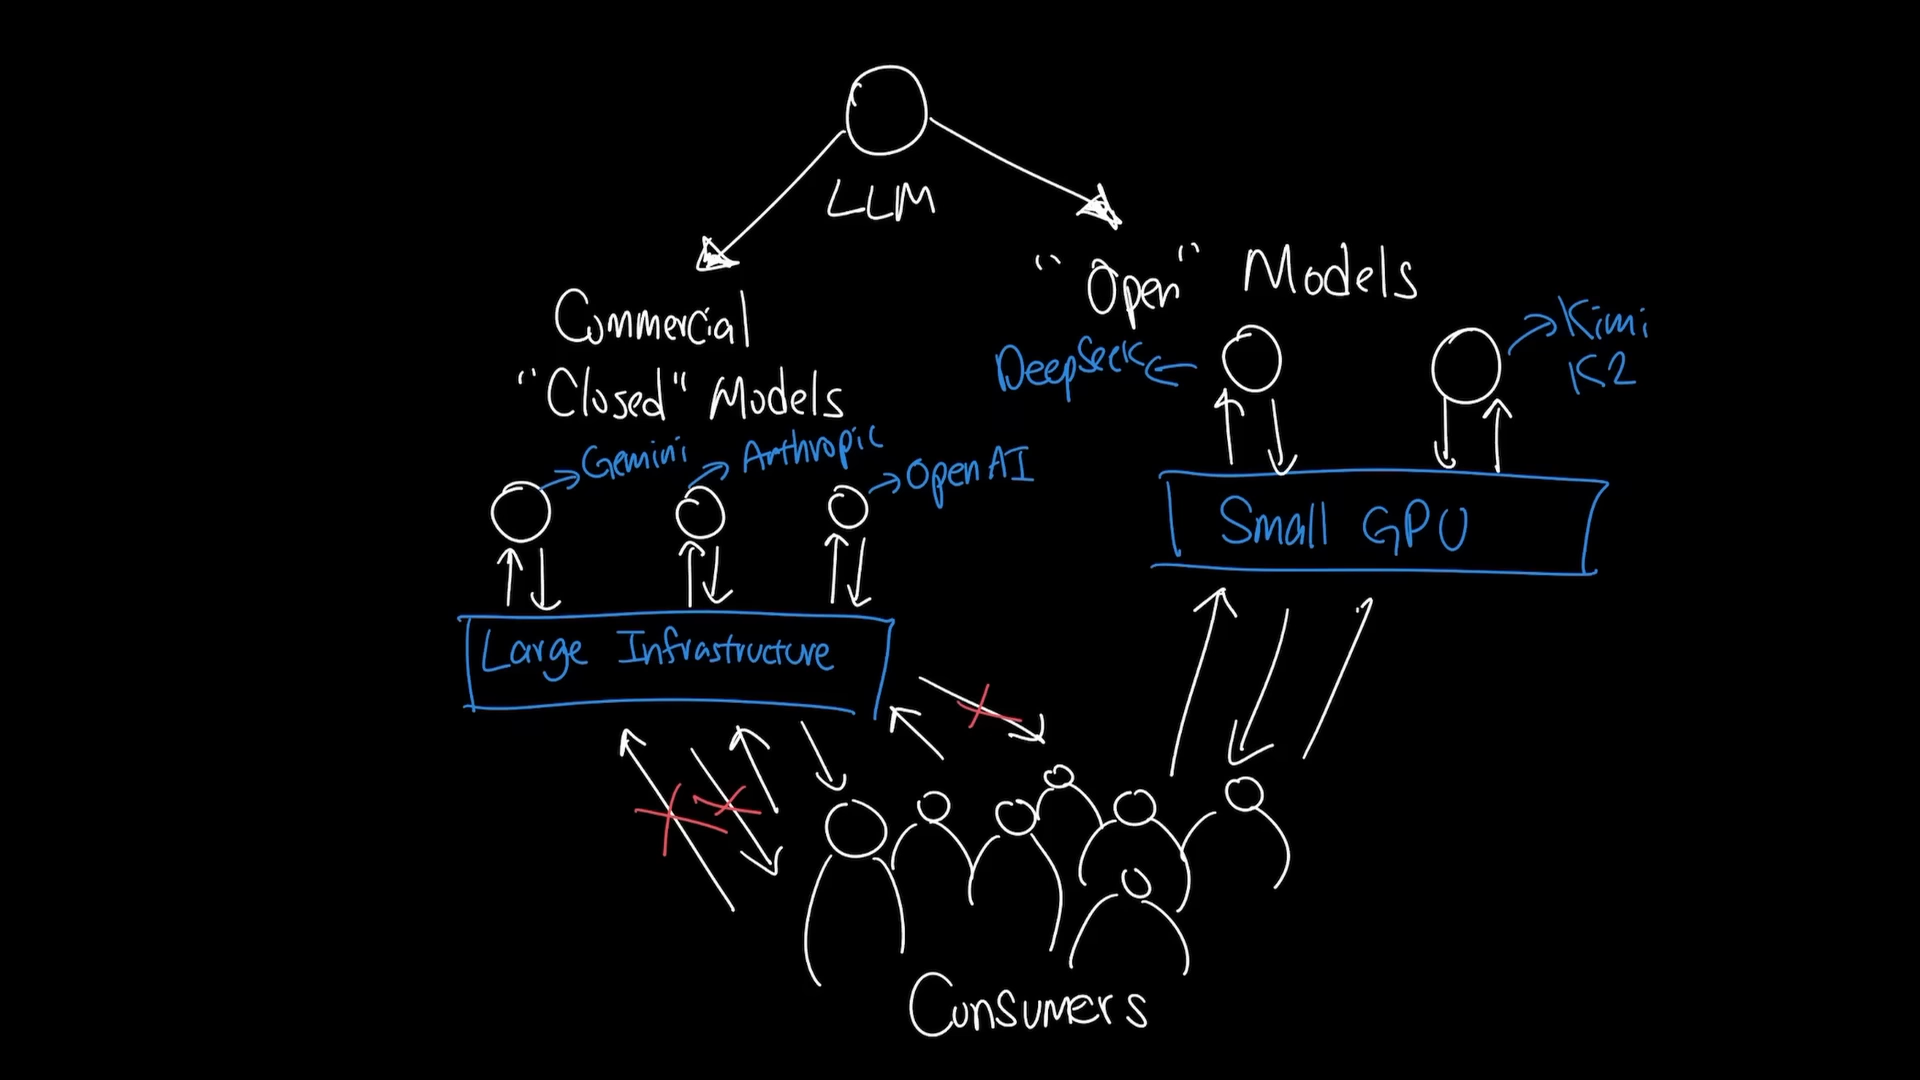 LLM
"Open" Models
Commercial
"Closed" Models
DeepSeek
Kimi
K2
Gemini
Anthropic
OpenAI
Small GPU
Large Infrastructure
Consumers